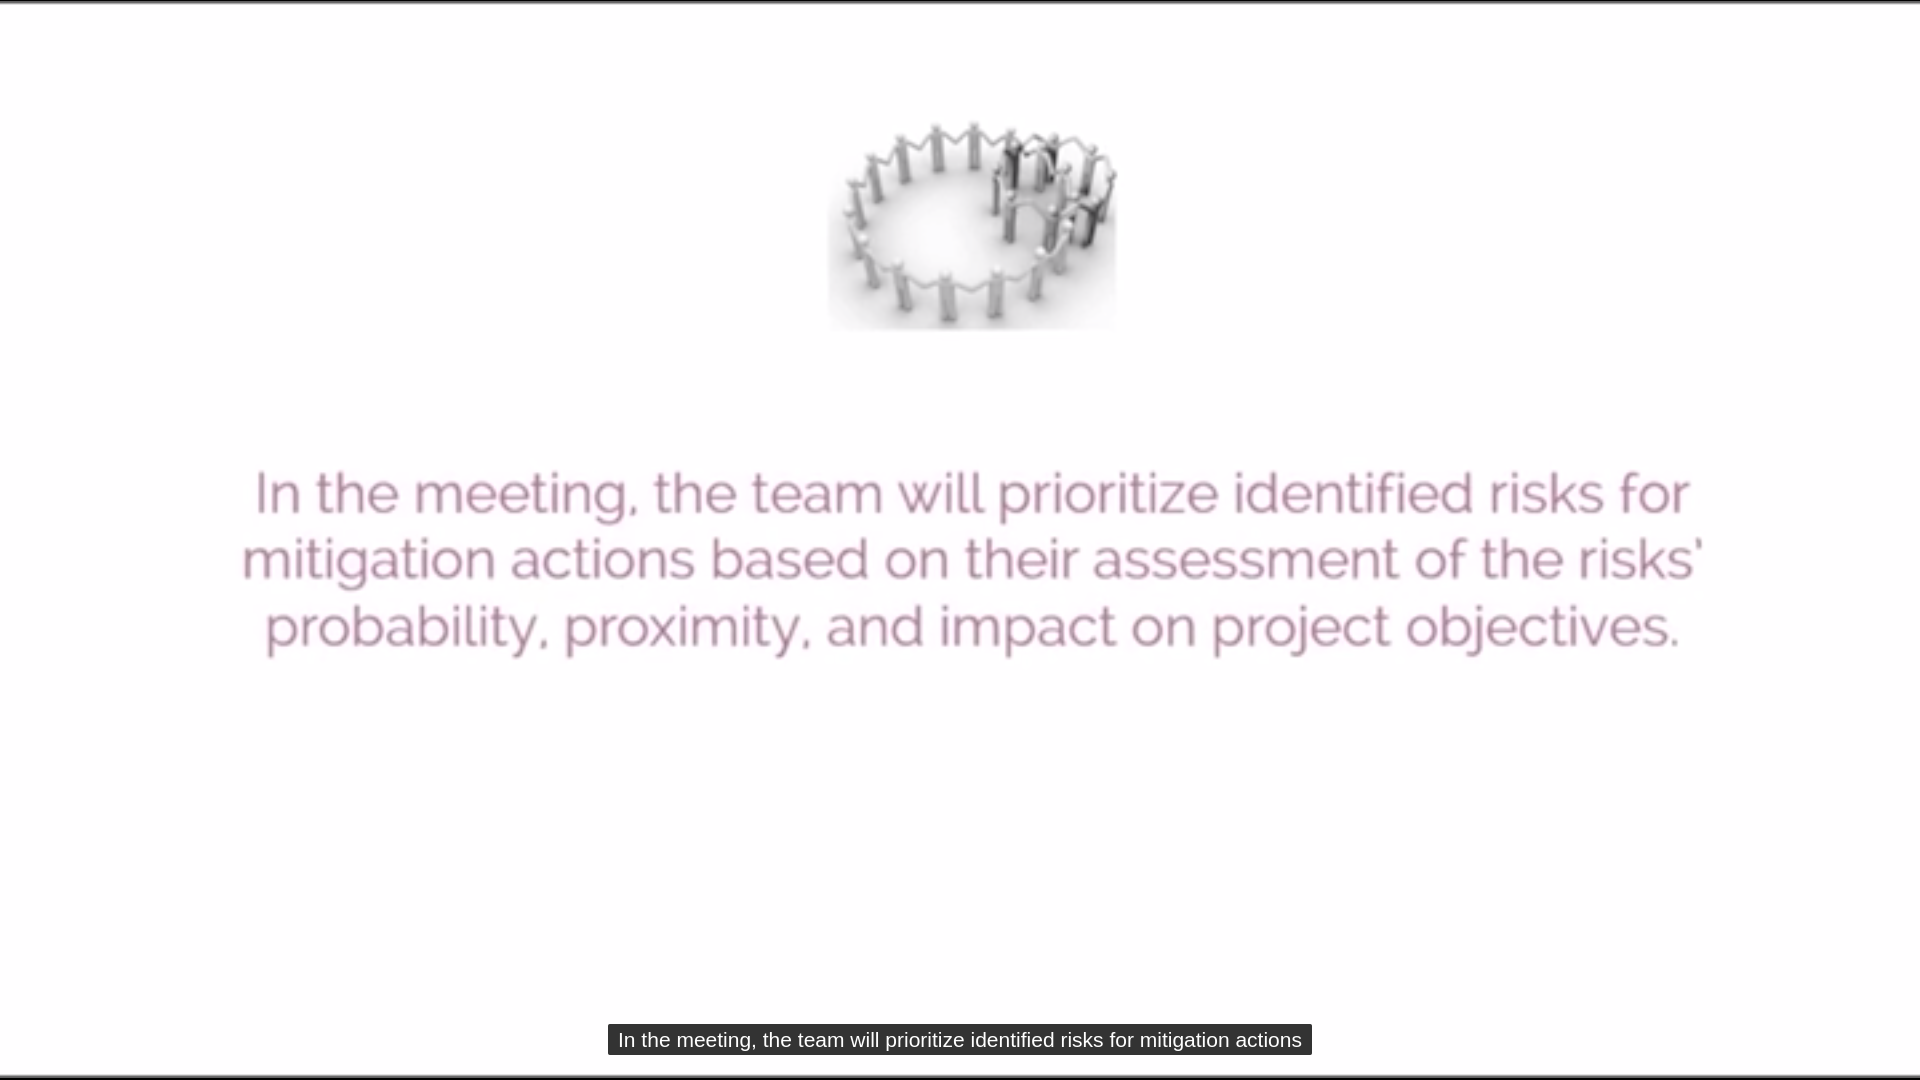 In the meeting, the team will prioritize identified risks for
mitigation actions based on their assessment of the risks'
probability, proximity, and impact on project objectives.
In the meeting, the team will prioritize identified risks for mitigation actions